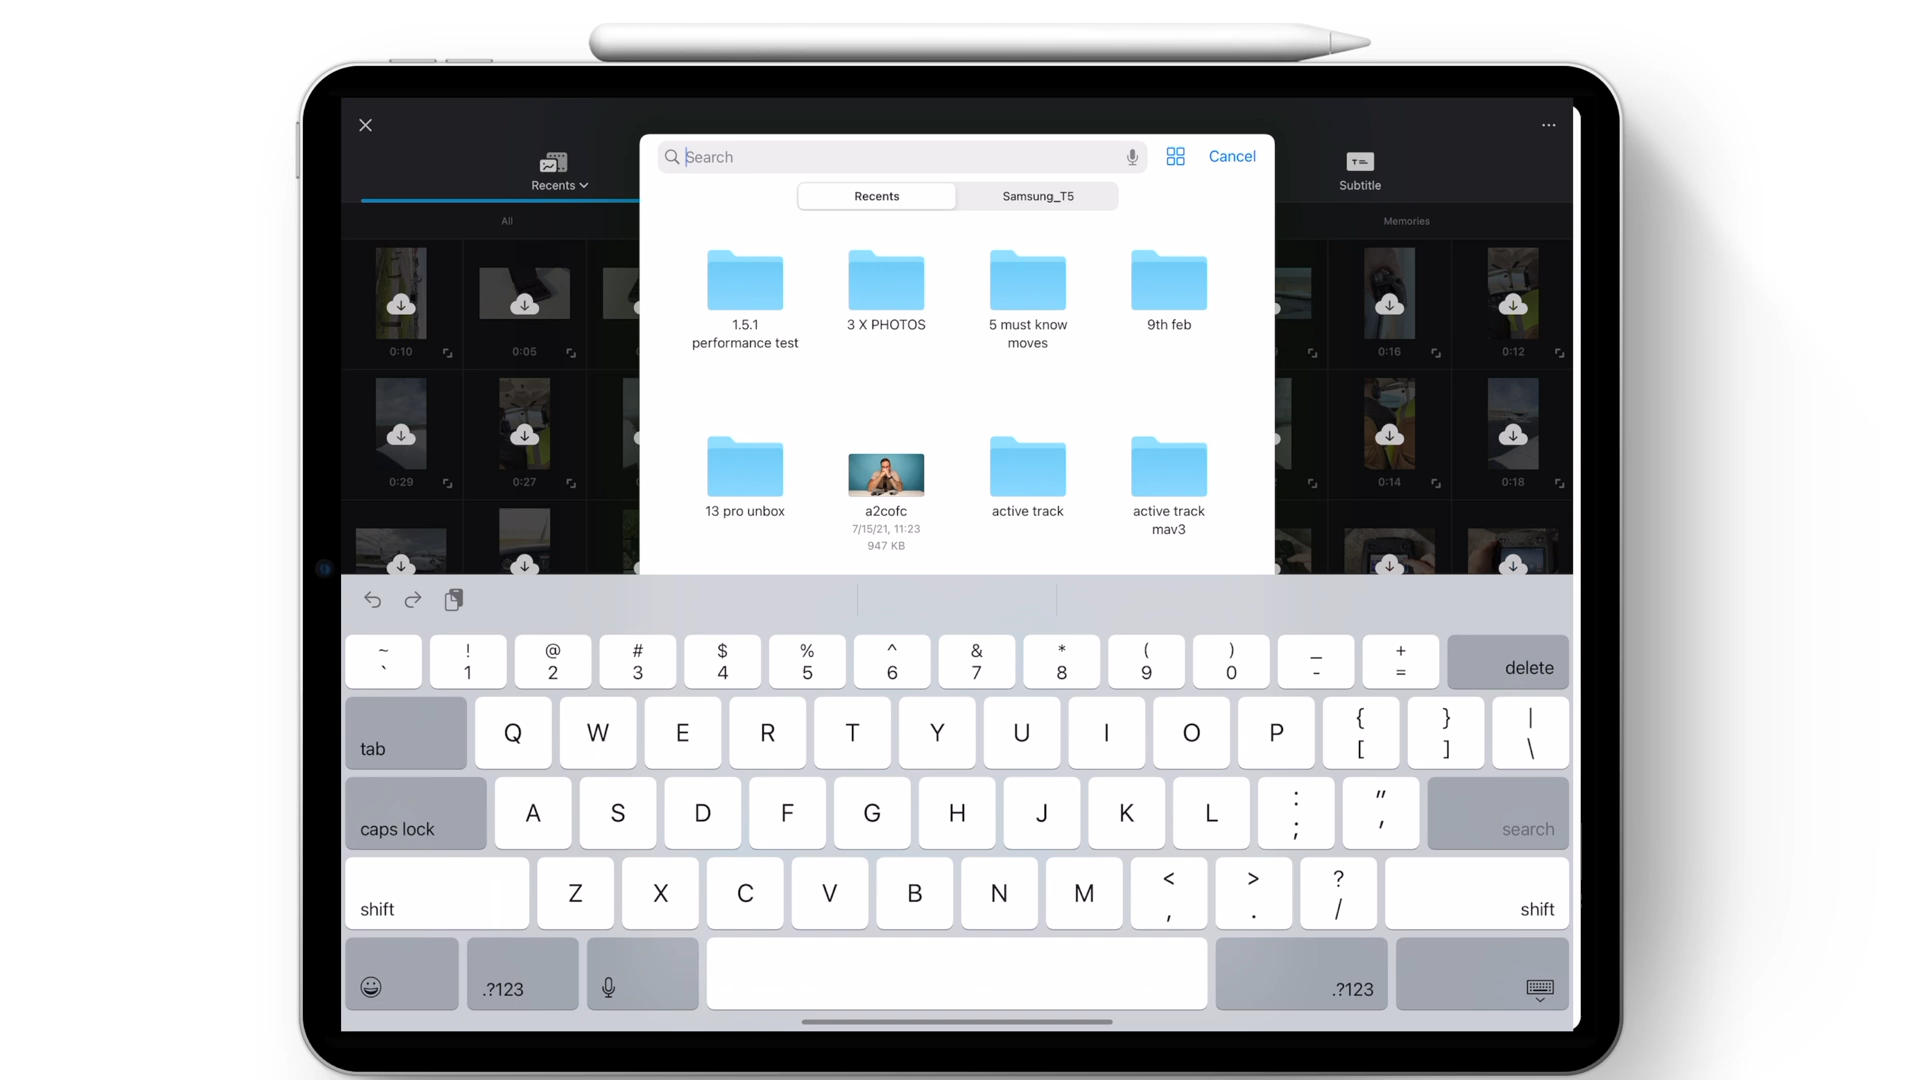 Search
Cancel
Recents
Samsung_T5
Recents
Subtitle
All
Memories
1.5.1
performance test
3 X PHOTOS
5 must know
moves
9th feb
0:10
0:05
0:16
0:12
13 pro unbox
a2cofc
7/15/21, 11:23
947 KB
active track
active track
mav3
0:29
0:27
0:14
0:18
~ ! @ # $ % ^ & * ( ) _ +
` 1 2 3 4 5 6 7 8 9 0 - = delete
tab Q W E R T Y U I O P { } |
[ ] \
caps lock A S D F G H J K L : "
; ' search
shift Z X C V B N M < > ?
, . / shift
.?123 .?123